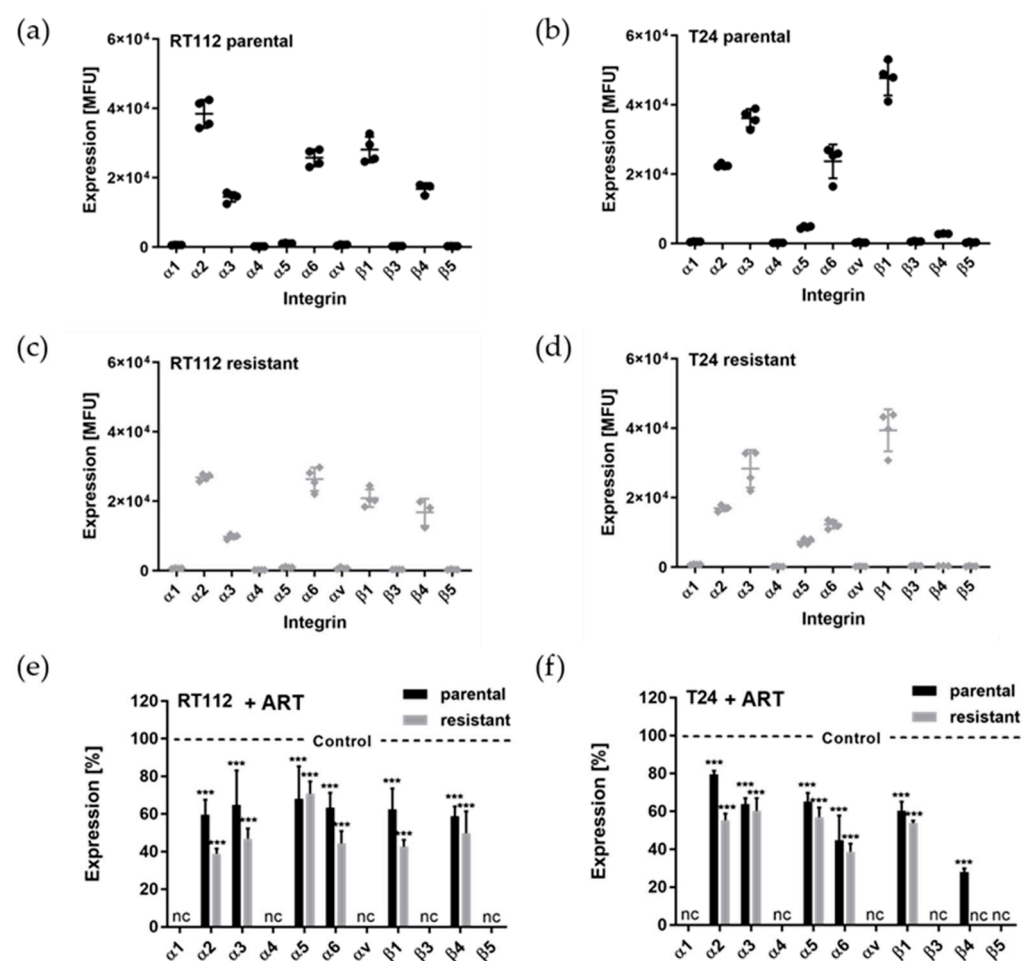 (a)
RT112 parental
Expression [MFU]
6×10⁴
4×10⁴
2×10⁴
0
α1 α2 α3 α4 α5 α6 αv β1 β3 β4 β5
Integrin
(b)
T24 parental
Expression [MFU]
6×10⁴
4×10⁴
2×10⁴
0
α1 α2 α3 α4 α5 α6 αv β1 β3 β4 β5
Integrin
(c)
RT112 resistant
Expression [MFU]
6×10⁴
4×10⁴
2×10⁴
0
α1 α2 α3 α4 α5 α6 αv β1 β3 β4 β5
Integrin
(d)
T24 resistant
Expression [MFU]
6×10⁴
4×10⁴
2×10⁴
0
α1 α2 α3 α4 α5 α6 αv β1 β3 β4 β5
Integrin
(e)
RT112 + ART
parental
resistant
Control
Expression [%]
120
100
80
60
40
20
0
*** *** *** *** *** *** *** *** *** *** *** ***
nc nc nc nc nc
α1 α2 α3 α4 α5 α6 αv β1 β3 β4 β5
(f)
T24 + ART
parental
resistant
Control
Expression [%]
120
100
80
60
40
20
0
*** *** *** *** *** *** *** *** *** *** ***
nc nc nc nc nc nc
α1 α2 α3 α4 α5 α6 αv β1 β3 β4 β5